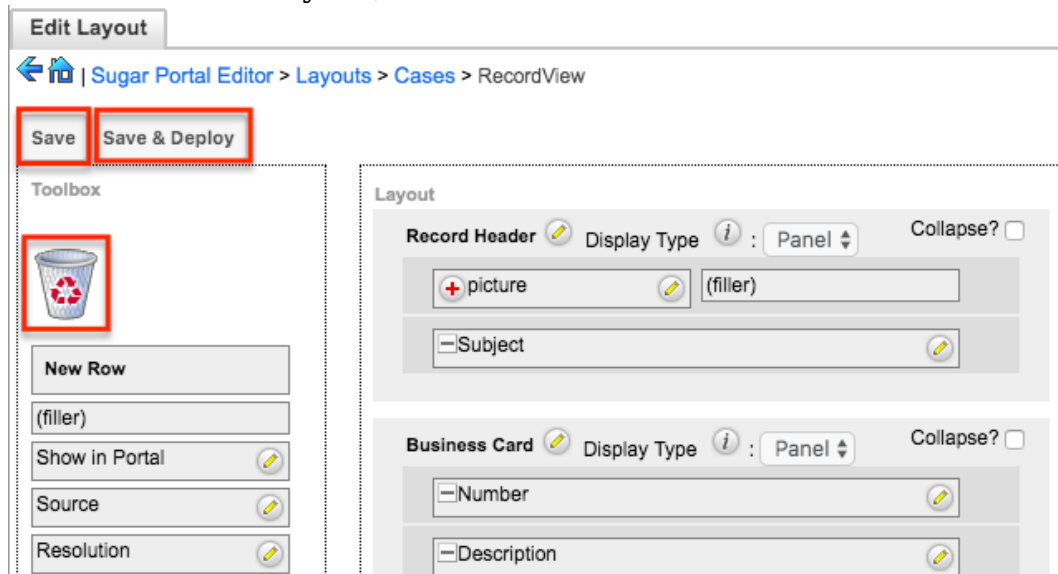 Edit Layout
| Sugar Portal Editor > Layouts > Cases > RecordView
Save Save & Deploy
Toolbox
New Row
(filler)
Show in Portal
Source
Resolution
Layout
Record Header Display Type i : Panel Collapse?
picture (filler)
Subject
Business Card Display Type i : Panel Collapse?
Number
Description